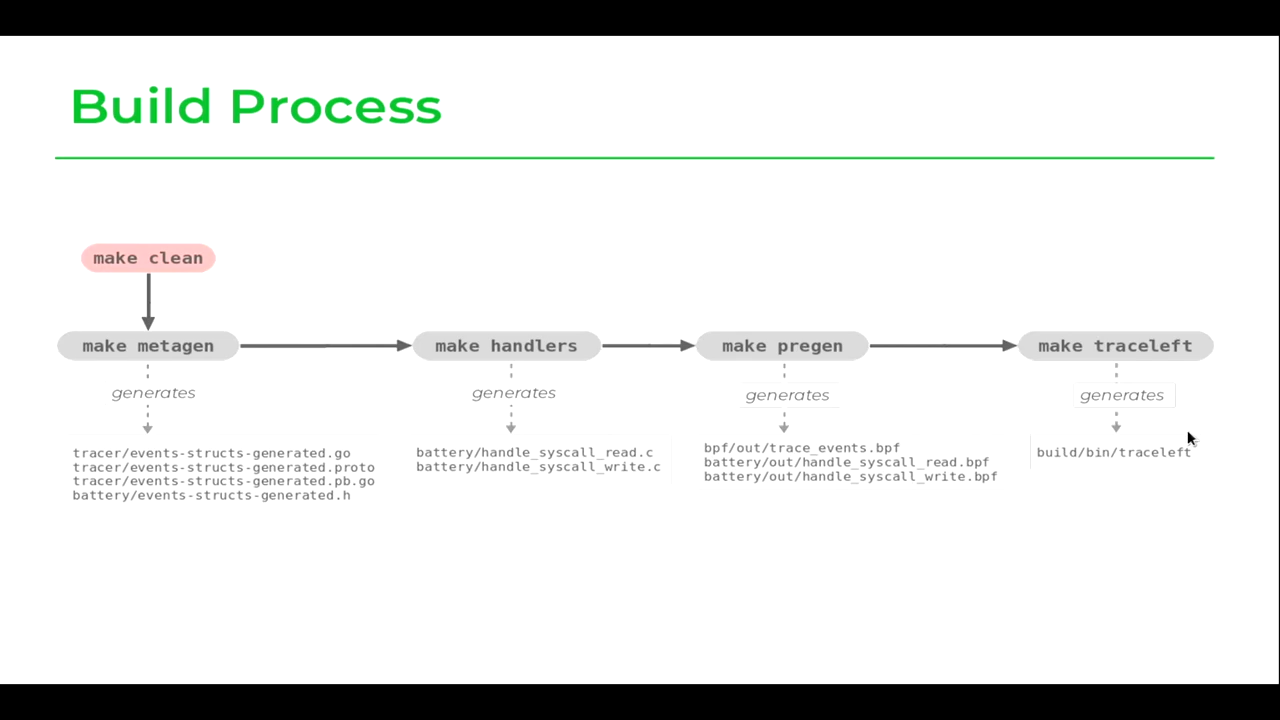 Build Process
make clean
make metagen
make handlers
make pregen
make traceleft
generates
generates
generates
generates
tracer/events-structs-generated.go
tracer/events-structs-generated.proto
tracer/events-structs-generated.pb.go
battery/events-structs-generated.h
battery/handle_syscall_read.c
battery/handle_syscall_write.c
bpf/out/trace_events.bpf
battery/out/handle_syscall_read.bpf
battery/out/handle_syscall_write.bpf
build/bin/traceleft